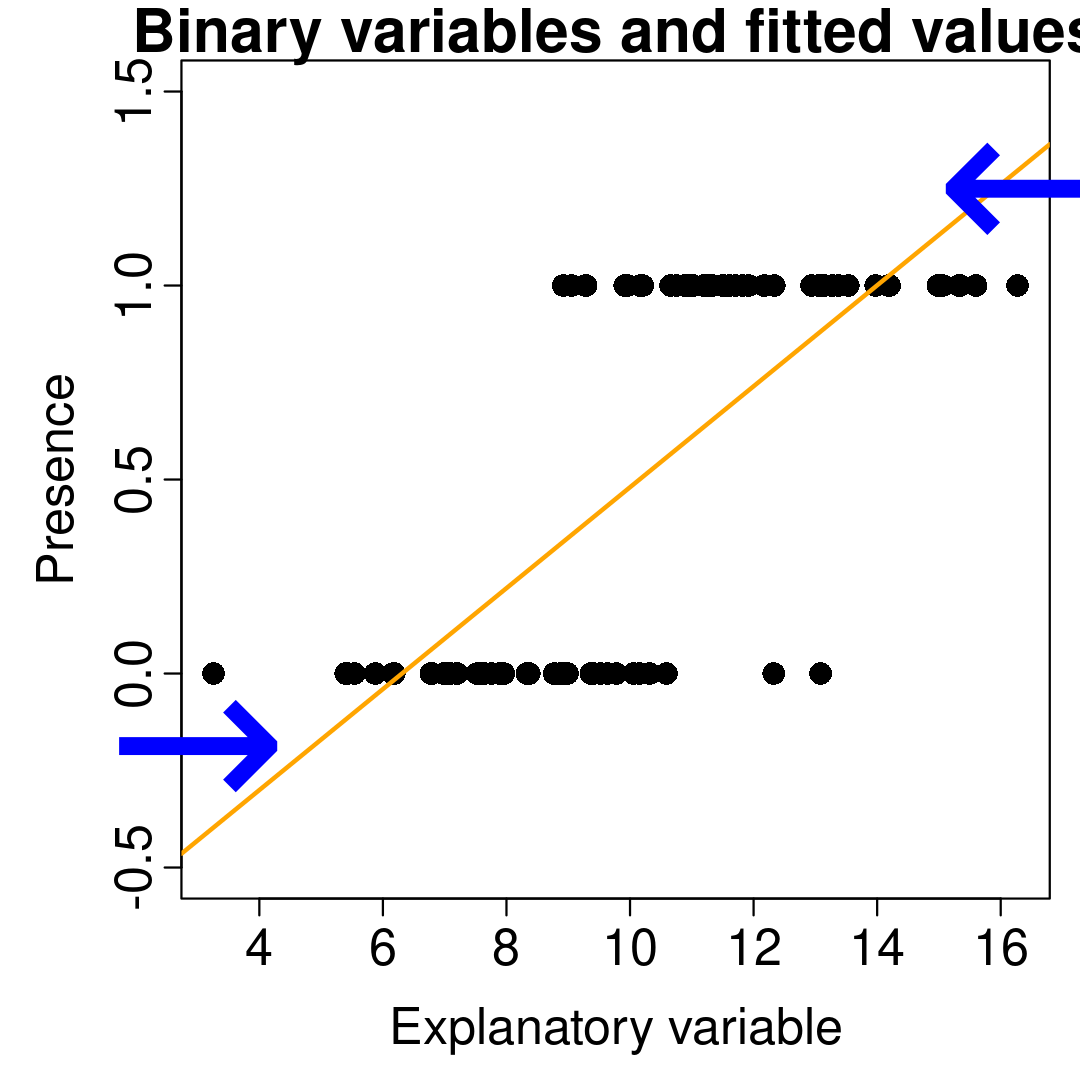 Binary variables and fitted values
1.5
1.0
0.5
0.0
-0.5
Presence
4 6 8 10 12 14 16
Explanatory variable